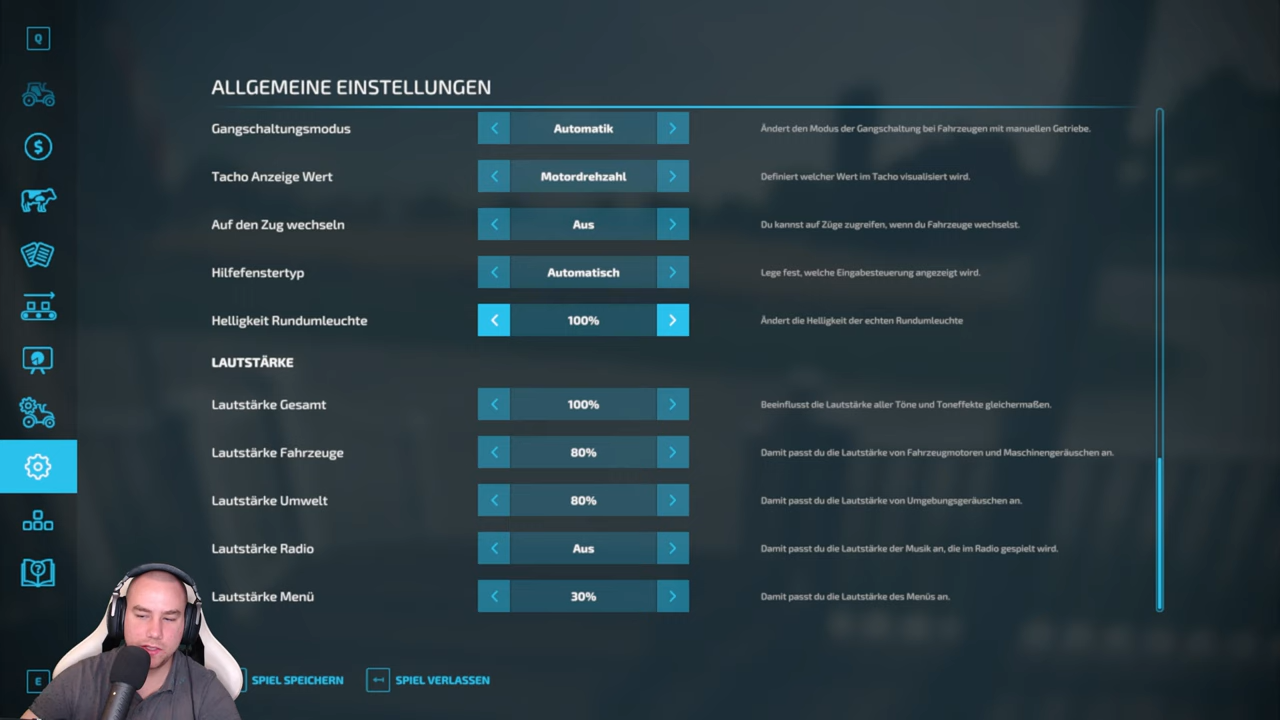 Q
ALLGEMEINE EINSTELLUNGEN
Gangschaltungsmodus Automatik Ändert den Modus der Gangschaltung bei Fahrzeugen mit manuellen Getriebe.
Tacho Anzeige Wert Motordrehzahl Definiert welcher Wert im Tacho visualisiert wird.
Auf den Zug wechseln Aus Du kannst auf Züge zugreifen, wenn du Fahrzeuge wechselst.
Hilfefenstertyp Automatisch Lege fest, welche Eingabesteuerung angezeigt wird.
Helligkeit Rundumleuchte 100% Ändert die Helligkeit der echten Rundumleuchte
LAUTSTÄRKE
Lautstärke Gesamt 100% Beeinflusst die Lautstärke aller Töne und Toneffekte gleichermaßen.
Lautstärke Fahrzeuge 80% Damit passt du die Lautstärke von Fahrzeugmotoren und Maschinengeräuschen an.
Lautstärke Umwelt 80% Damit passt du die Lautstärke von Umgebungsgeräuschen an.
Lautstärke Radio Aus Damit passt du die Lautstärke der Musik an, die im Radio gespielt wird.
Lautstärke Menü 30% Damit passt du die Lautstärke des Menüs an.
E SPIEL SPEICHERN SPIEL VERLASSEN